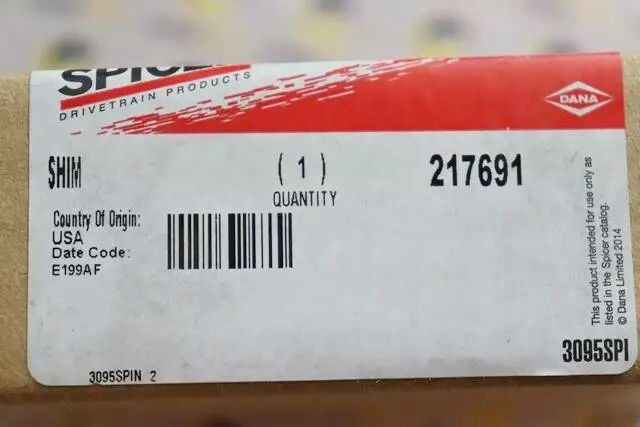 SPICER
DRIVETRAIN PRODUCTS
DANA
SHIM
( 1 )
QUANTITY
217691
Country Of Origin:
USA
Date Code:
E199AF
This product intended for use only as
listed in the Spicer catalog.
© Dana Limited 2014
3095SPI
3095SPIN 2